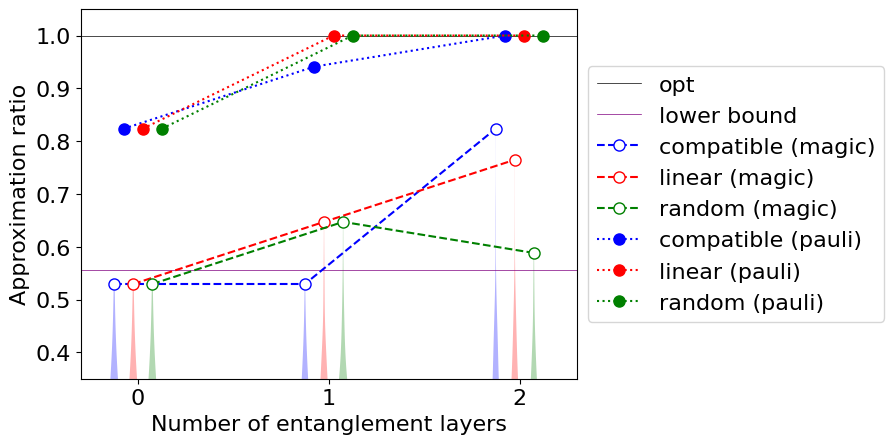 Approximation ratio
1.0
0.9
0.8
0.7
0.6
0.5
0.4
0
1
2
Number of entanglement layers
opt
lower bound
compatible (magic)
linear (magic)
random (magic)
compatible (pauli)
linear (pauli)
random (pauli)